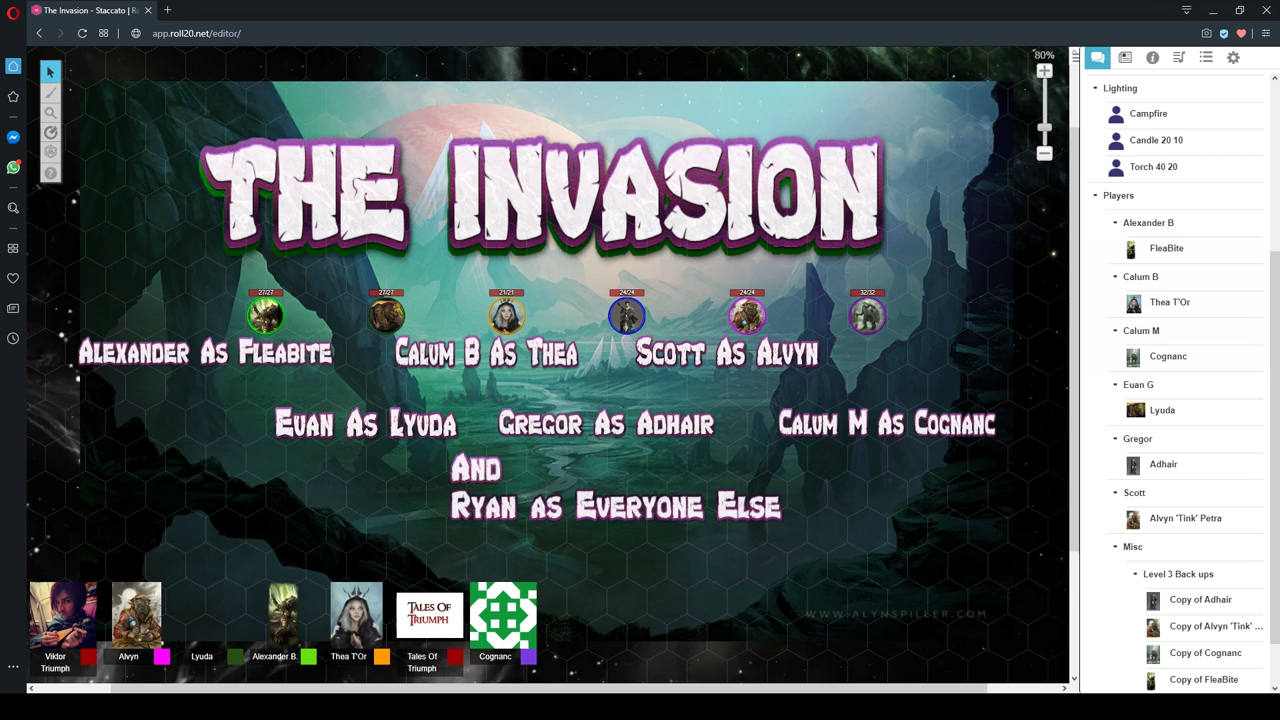 The Invasion - Staccato | Ro
app.roll20.net/editor/
80%
THE INVASION
27/27
27/27
21/21
24/24
24/24
32/32
Alexander As Fleabite
Calum B As Thea
Scott As Alvyn
Euan As Lyuda
Gregor As Adhair
Calum M As Cognanc
And
Ryan as Everyone Else
WWW.ALYNSPILLER.COM
TALES OF
TRIUMPH
Viktor
Triumph
Alvyn
Lyuda
Alexander B.
Thea T'Or
Tales Of
Triumph
Cognanc
Lighting
Campfire
Candle 20 10
Torch 40 20
Players
Alexander B
FleaBite
Calum B
Thea T'Or
Calum M
Cognanc
Euan G
Lyuda
Gregor
Adhair
Scott
Alvyn 'Tink' Petra
Misc
Level 3 Back ups
Copy of Adhair
Copy of Alvyn 'Tink' ...
Copy of Cognanc
Copy of FleaBite